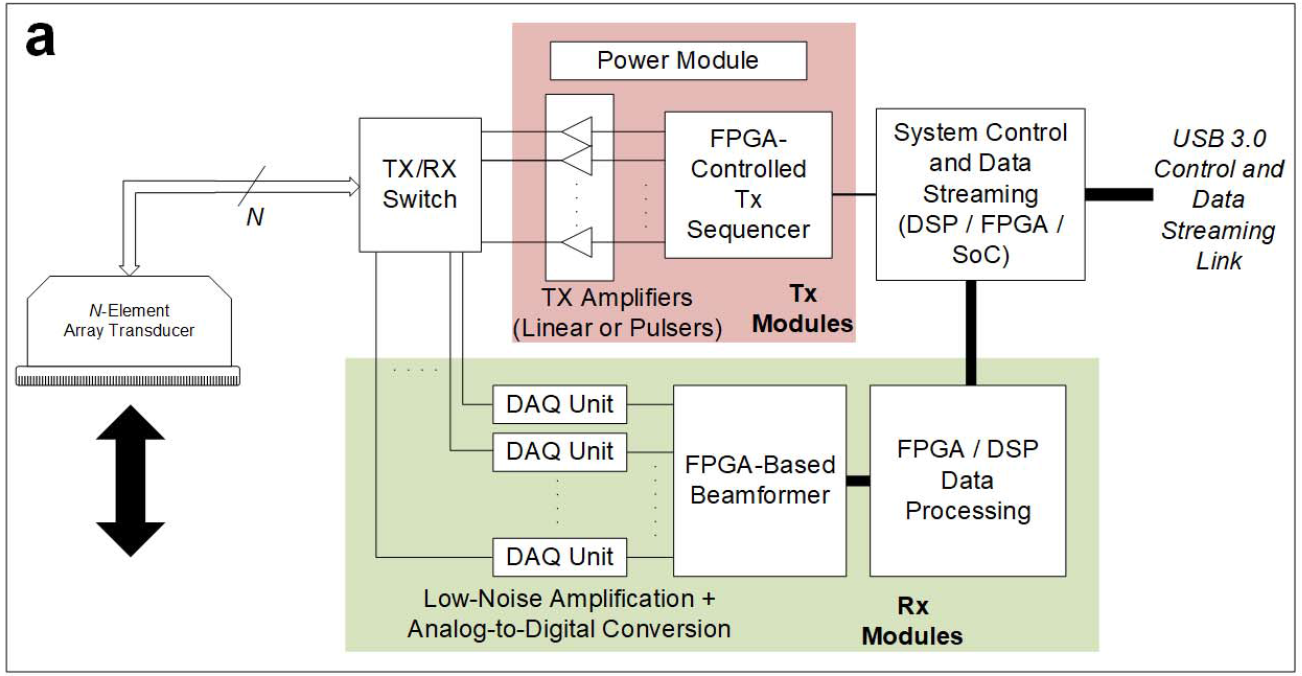 a
Power Module
TX/RX
Switch
FPGA-
Controlled
Tx
Sequencer
System Control
and Data
Streaming
(DSP / FPGA /
SoC)
USB 3.0
Control and
Data
Streaming
Link
N
N-Element
Array Transducer
TX Amplifiers
(Linear or Pulsers)
Tx
Modules
DAQ Unit
DAQ Unit
DAQ Unit
FPGA-Based
Beamformer
FPGA / DSP
Data
Processing
Low-Noise Amplification +
Analog-to-Digital Conversion
Rx
Modules